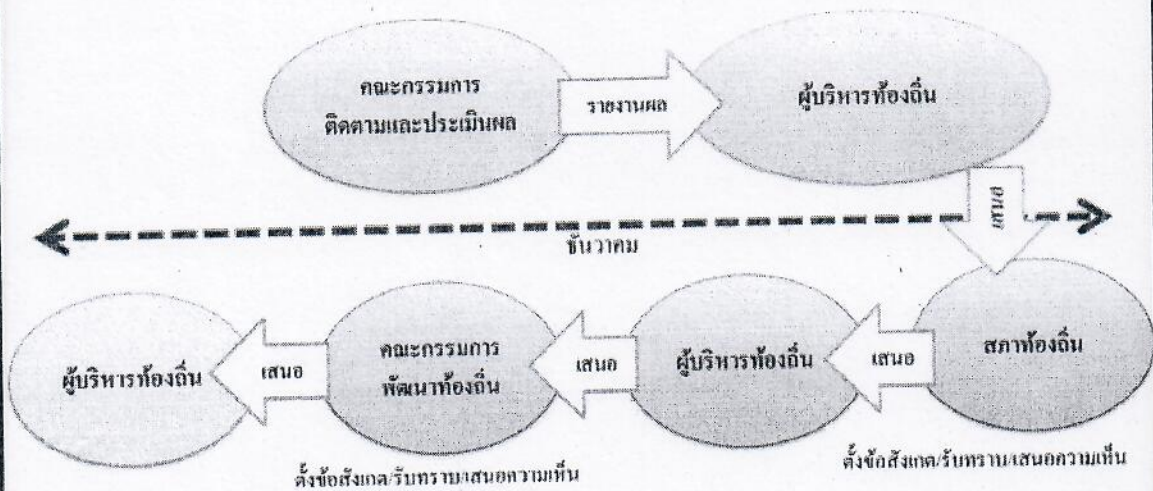 คณะกรรมการ
ติดตามและประเมินผล
รายงานผล
ผู้บริหารท้องถิ่น
เสนอ
ธันวาคม
ผู้บริหารท้องถิ่น
เสนอ
คณะกรรมการ
พัฒนาท้องถิ่น
เสนอ
ผู้บริหารท้องถิ่น
เสนอ
สภาท้องถิ่น
ตั้งข้อสังเกต/รับทราบ/เสนอความเห็น
ตั้งข้อสังเกต/รับทราบ/เสนอความเห็น